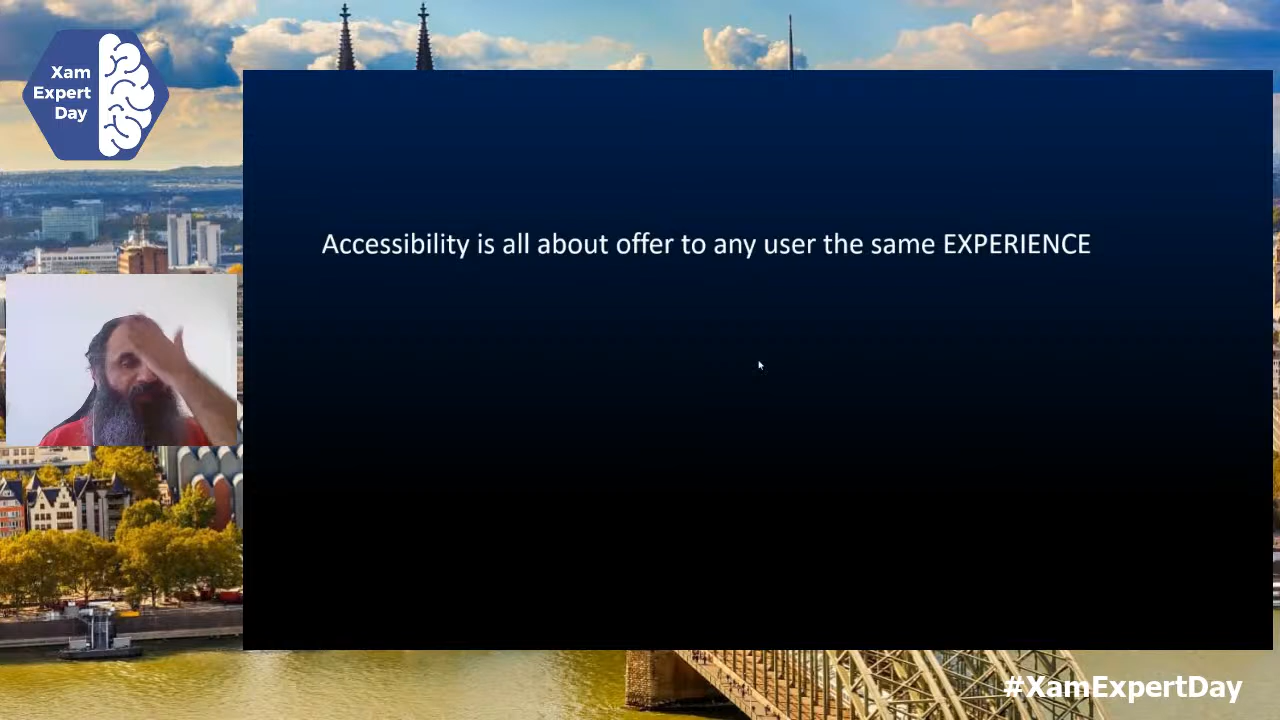 Xam
Expert
Day
Accessibility is all about offer to any user the same EXPERIENCE
#XamExpertDay